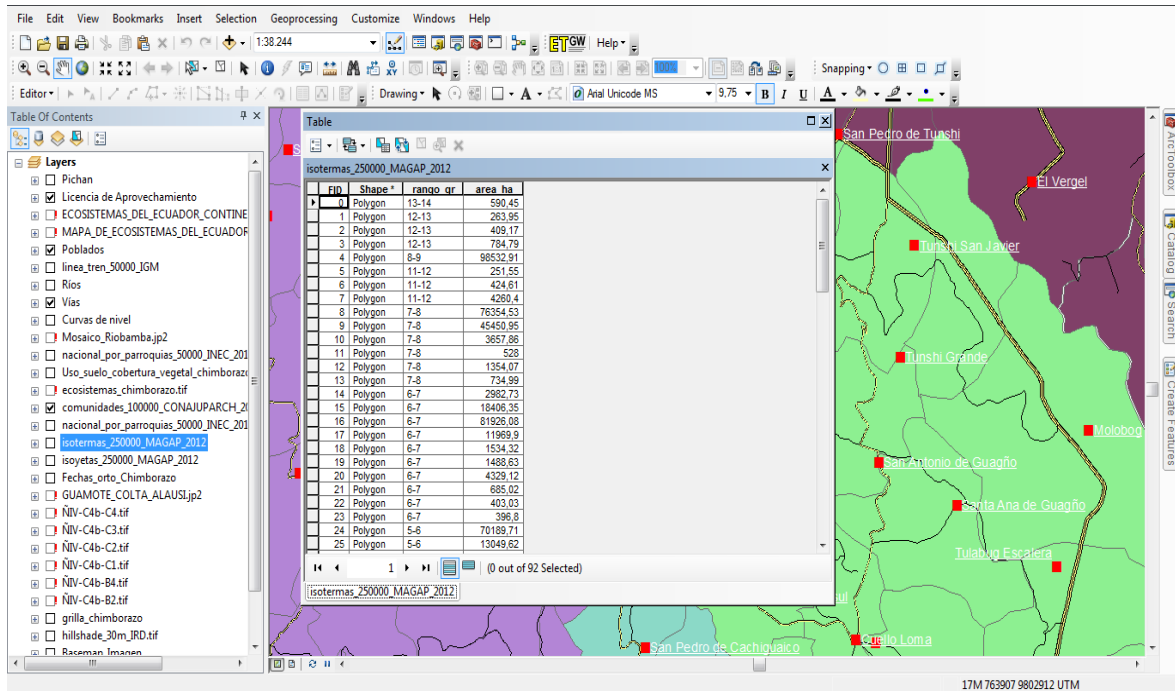 File Edit View Bookmarks Insert Selection Geoprocessing Customize Windows Help
1:38.244
ET GW Help
100%
Snapping
Editor
Drawing
A
Arial Unicode MS
9,75
B I U A
Table Of Contents
Layers
Pichan
Licencia de Aprovechamiento
ECOSISTEMAS_DEL_ECUADOR_CONTINE
MAPA_DE_ECOSISTEMAS_DEL_ECUADOR
Poblados
linea_tren_50000_IGM
Ríos
Vías
Curvas de nivel
Mosaico_Riobamba.jp2
nacional_por_parroquias_50000_INEC_201
Uso_suelo_cobertura_vegetal_chimborazo
ecosistemas_chimborazo.tif
comunidades_100000_CONAJUPARCH_20
nacional_por_parroquias_50000_INEC_201
isotermas_250000_MAGAP_2012
isoyetas_250000_MAGAP_2012
Fechas_orto_Chimborazo
GUAMOTE_COLTA_ALAUSI.jp2
ÑIV-C4b-C4.tif
ÑIV-C4b-C3.tif
ÑIV-C4b-C2.tif
ÑIV-C4b-C1.tif
ÑIV-C4b-B4.tif
ÑIV-C4b-B2.tif
grilla_chimborazo
hillshade_30m_IRD.tif
Baseman Imagen
Table
isotermas_250000_MAGAP_2012
FID Shape * rango_gr area_ha
0 Polygon 13-14 590,45
1 Polygon 12-13 263,95
2 Polygon 12-13 409,17
3 Polygon 12-13 784,79
4 Polygon 8-9 98532,91
5 Polygon 11-12 251,55
6 Polygon 11-12 424,61
7 Polygon 11-12 4260,4
8 Polygon 7-8 76354,53
9 Polygon 7-8 45450,95
10 Polygon 7-8 3657,86
11 Polygon 7-8 528
12 Polygon 7-8 1354,07
13 Polygon 7-8 734,99
14 Polygon 6-7 2982,73
15 Polygon 6-7 18406,35
16 Polygon 6-7 81926,08
17 Polygon 6-7 11969,9
18 Polygon 6-7 1534,32
19 Polygon 6-7 1488,63
20 Polygon 6-7 4329,12
21 Polygon 6-7 685,02
22 Polygon 6-7 403,03
23 Polygon 6-7 396,8
24 Polygon 5-6 70189,71
25 Polygon 5-6 13049,62
1
(0 out of 92 Selected)
isotermas_250000_MAGAP_2012
San Pedro de Tunshi
El Vergel
Tunshi San Javier
Tunshi Grande
Molobog
San Antonio de Guagño
Santa Ana de Guagño
Tulabug Escalera
Cuello Loma
San Pedro de Cachiguaico
ArcToolbox
Catalog
Search
Create Features
17M 763907 9802912 UTM